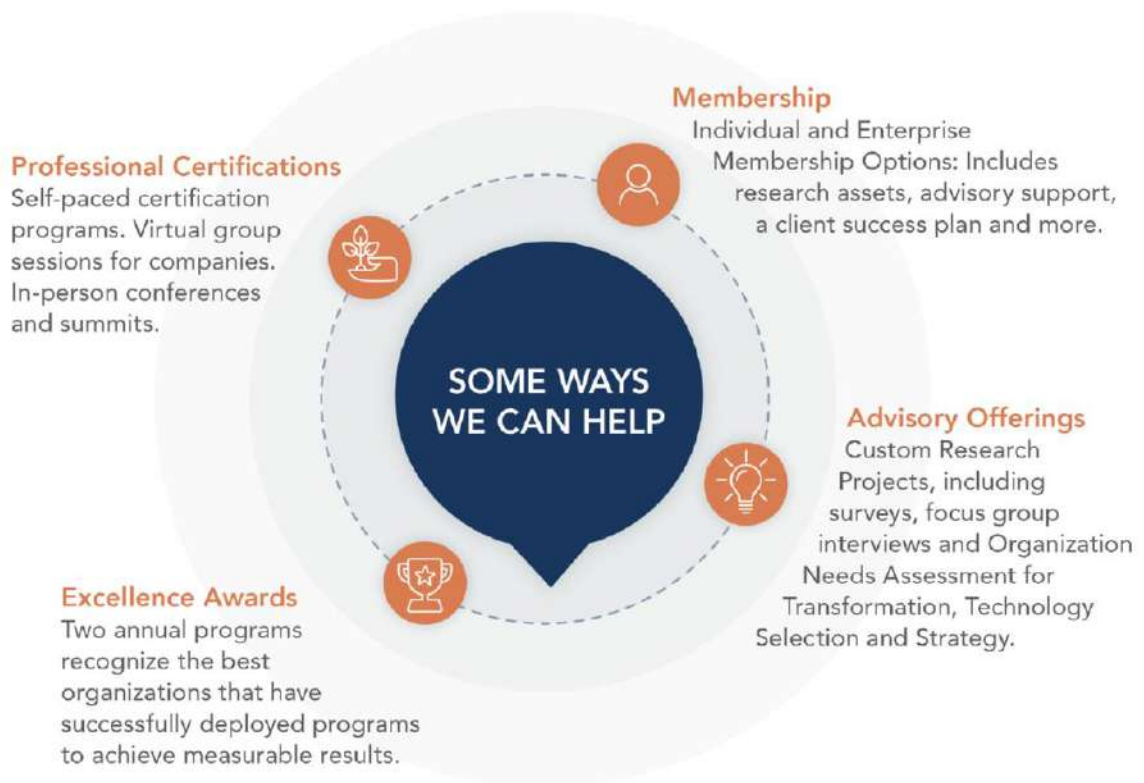 SOME WAYS
WE CAN HELP
Professional Certifications
Self-paced certification
programs. Virtual group
sessions for companies.
In-person conferences
and summits.
Membership
Individual and Enterprise
Membership Options: Includes
research assets, advisory support,
a client success plan and more.
Advisory Offerings
Custom Research
Projects, including
surveys, focus group
interviews and Organization
Needs Assessment for
Transformation, Technology
Selection and Strategy.
Excellence Awards
Two annual programs
recognize the best
organizations that have
successfully deployed programs
to achieve measurable results.